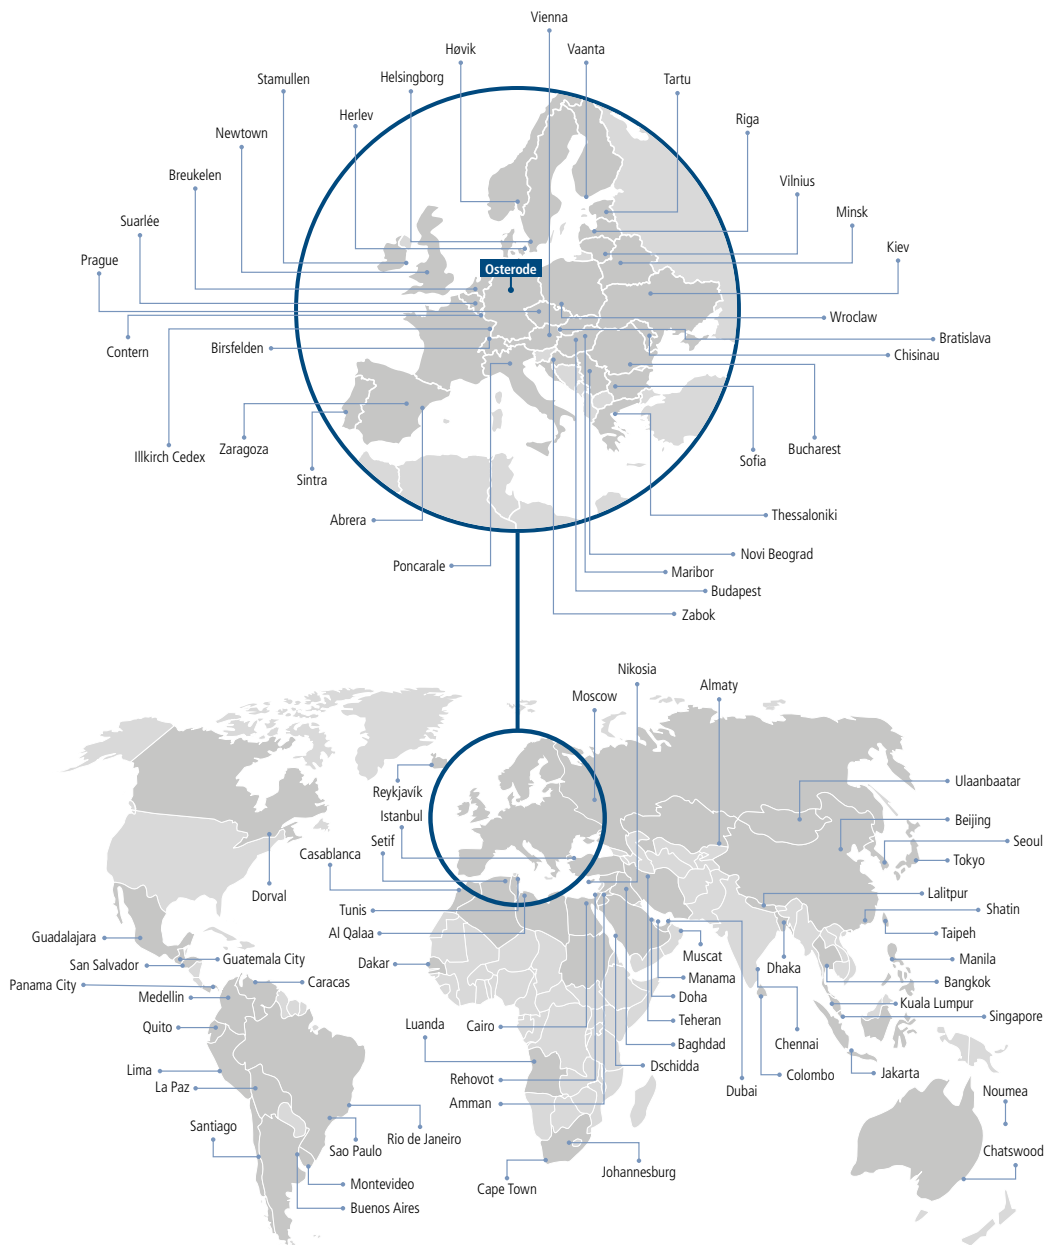 Vienna
Høvik
Vaanta
Stamullen
Helsingborg
Tartu
Herlev
Riga
Newtown
Breukelen
Vilnius
Suarlée
Minsk
Kiev
Prague
Osterode
Wroclaw
Contern
Birsfelden
Bratislava
Chisinau
Illkirch Cedex
Zaragoza
Bucharest
Sofia
Sintra
Abrera
Thessaloniki
Poncarale
Novi Beograd
Maribor
Budapest
Zabok
Nikosia
Moscow
Almaty
Reykjavík
Ulaanbaatar
Istanbul
Beijing
Setif
Seoul
Casablanca
Tokyo
Dorval
Lalitpur
Tunis
Shatin
Guadalajara
Al Qalaa
Taipeh
Muscat
Guatemala City
San Salvador
Dakar
Dhaka
Manila
Panama City
Caracas
Manama
Bangkok
Medellin
Doha
Kuala Lumpur
Quito
Luanda
Cairo
Teheran
Singapore
Baghdad
Chennai
Lima
Dschidda
La Paz
Rehovot
Dubai
Colombo
Jakarta
Amman
Noumea
Santiago
Rio de Janeiro
Sao Paulo
Chatswood
Montevideo
Johannesburg
Cape Town
Buenos Aires